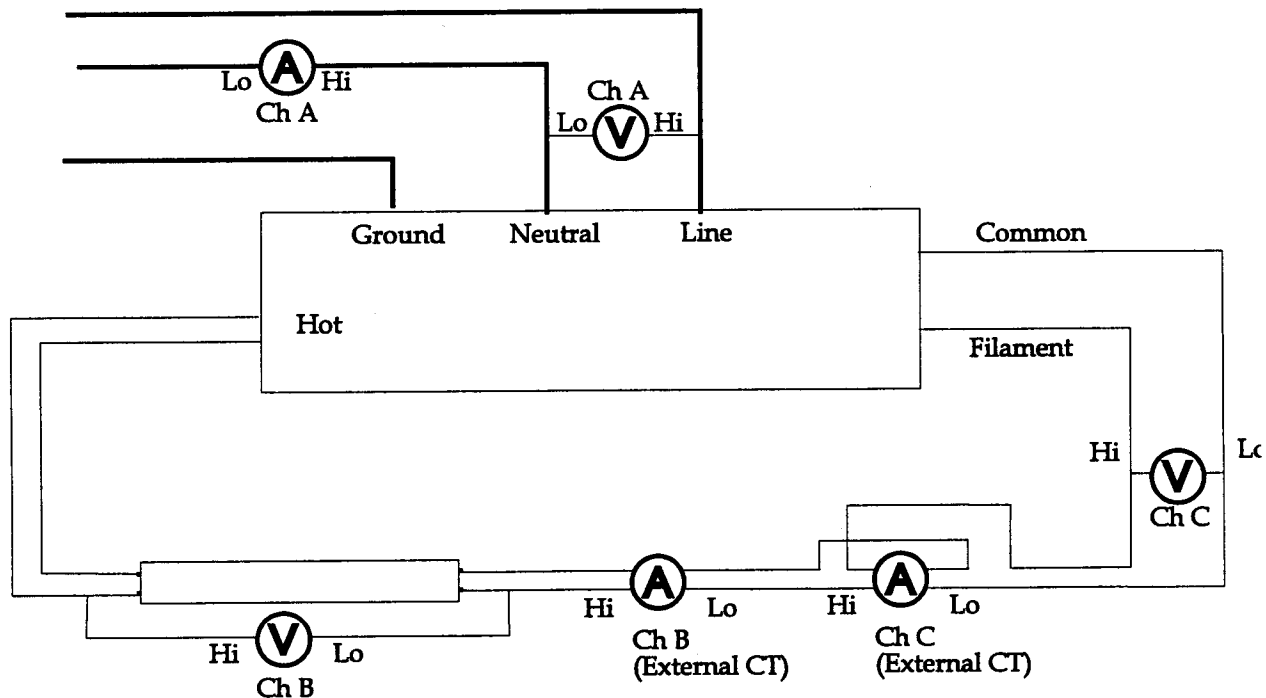 Lo A Hi
Ch A
Ch A
Lo V Hi
Ground Neutral Line
Common
Hot
Filament
Hi V Lo
Ch C
A A
Hi Lo Hi Lo
Hi V Lo
Ch B
Ch B
(External CT)
Ch C
(External CT)